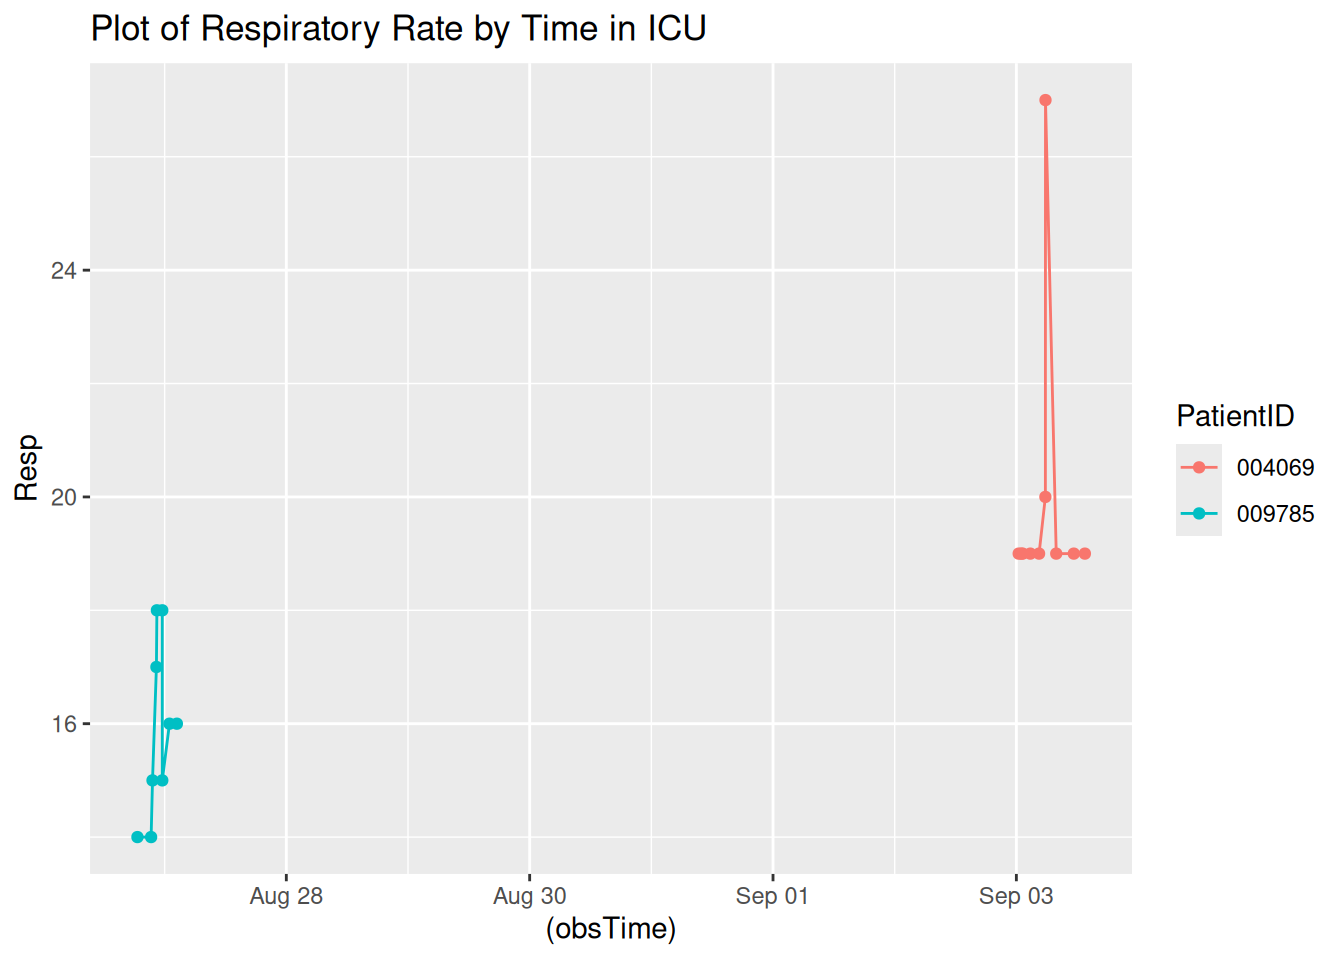 Plot of Respiratory Rate by Time in ICU
24
20
16
Resp
Aug 28
Aug 30
Sep 01
Sep 03
(obsTime)
PatientID
004069
009785